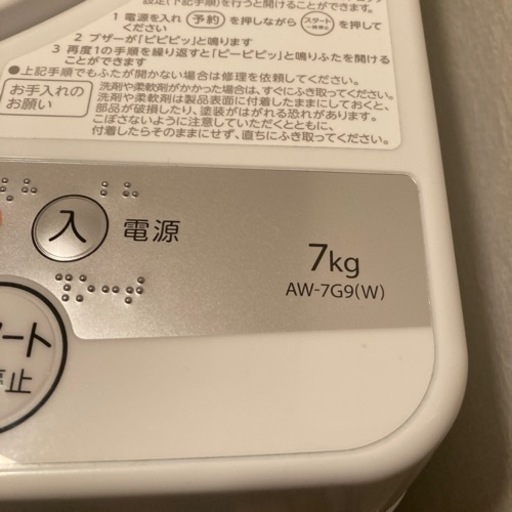 設定(下記手順)を行うと開けることができます。
1 電源を入れ 予約 を押しながら スタート 一時停止 を押して
ください
2 ブザーが「ピピピッ」と鳴ります
3 再度1の手順を繰り返すと「ピーピピッ」と鳴りふたを開ける
ことができます
●上記手順でもふたが開かない場合は修理を依頼してください。
お手入れの
お願い
洗剤や柔軟剤がかかった場合は、すぐにふき取ってください。
洗剤や柔軟剤は製品表面に付着したままにしておくと、
部品が破損したり、塗装がはがれる恐れがあります。
こぼさないように注意していただくとともに、
付着したらそのままにせず、直ちにふき取ってください。
入 電源
7kg
AW-7G9(W)
ート
停止